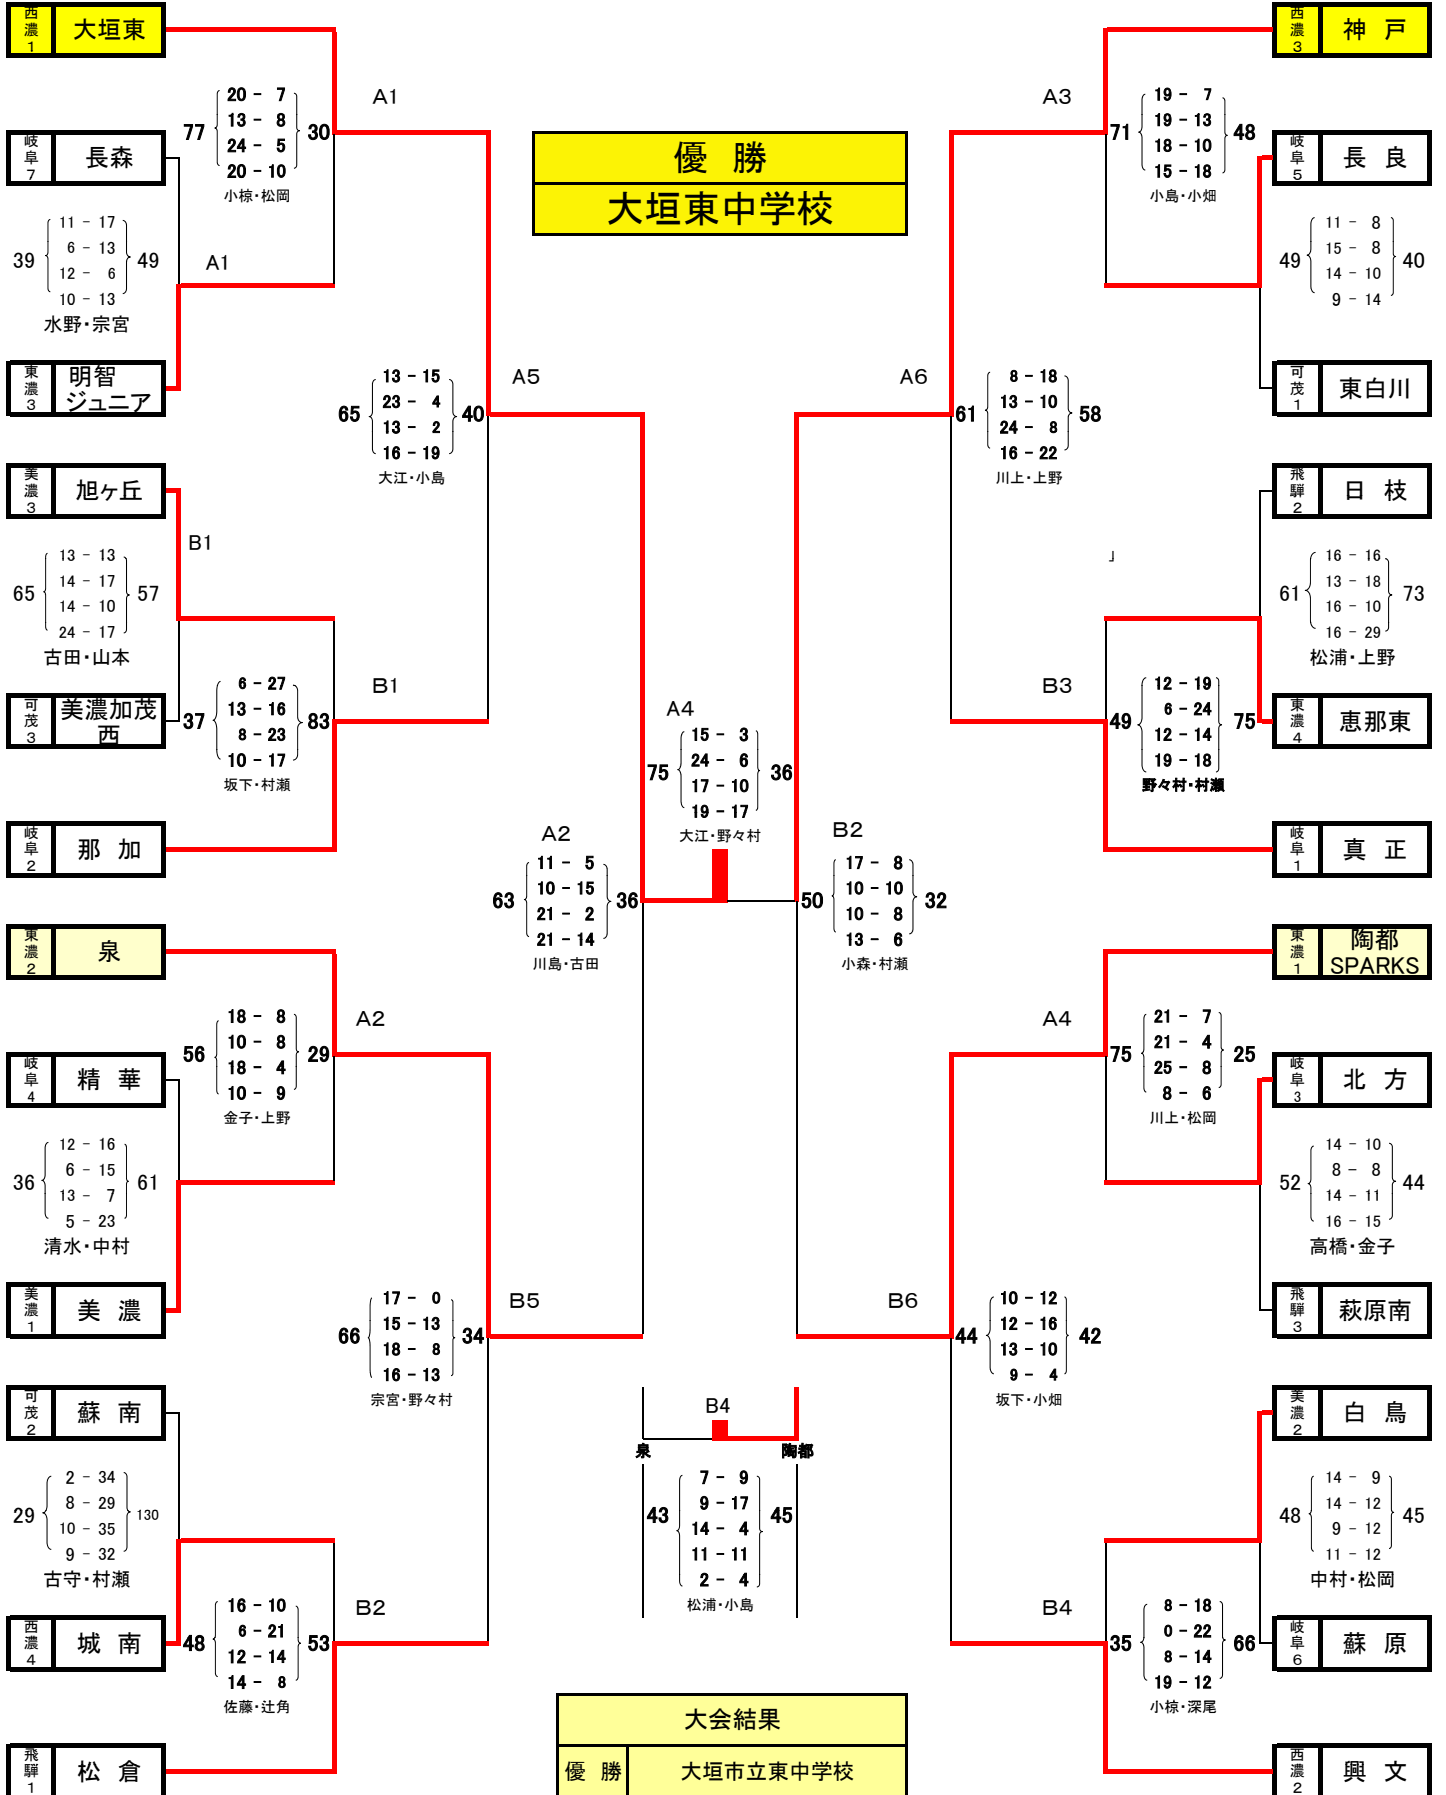 西濃1 大垣東
20 - 7
13 - 8
24 - 5
20 - 10
77 30
小椋・松岡
A1
岐阜7 長森
11 - 17
6 - 13
12 - 6
10 - 13
39 49
水野・宗宮
A1
東濃3 明智
ジュニア
13 - 15
23 - 4
13 - 2
16 - 19
65 40
大江・小島
A5
美濃3 旭ヶ丘
B1
13 - 13
14 - 17
14 - 10
24 - 17
65 57
古田・山本
可茂3 美濃加茂
西
6 - 27
13 - 16
8 - 23
10 - 17
37 83
坂下・村瀬
B1
岐阜2 那 加
優 勝
大垣東中学校
A4
15 - 3
24 - 6
17 - 10
19 - 17
75 36
大江・野々村
A2
11 - 5
10 - 15
21 - 2
21 - 14
63 36
川島・古田
B2
17 - 8
10 - 10
10 - 8
13 - 6
50 32
小森・村瀬
東濃2 泉
18 - 8
10 - 8
18 - 4
10 - 9
56 29
金子・上野
A2
岐阜4 精 華
12 - 16
6 - 15
13 - 7
5 - 23
36 61
清水・中村
美濃1 美 濃
17 - 0
15 - 13
18 - 8
16 - 13
66 34
宗宮・野々村
B5
可茂2 蘇 南
2 - 34
8 - 29
10 - 35
9 - 32
29 130
古守・村瀬
西濃4 城 南
16 - 10
6 - 21
12 - 14
14 - 8
48 53
佐藤・辻角
B2
飛騨1 松 倉
B4
泉 陶都
7 - 9
9 - 17
14 - 4
11 - 11
2 - 4
43 45
松浦・小島
大会結果
優 勝 大垣市立東中学校
西濃3 神 戸
A3
19 - 7
19 - 13
18 - 10
15 - 18
71 48
小島・小畑
岐阜5 長 良
11 - 8
15 - 8
14 - 10
9 - 14
49 40
可茂1 東白川
A6
8 - 18
13 - 10
24 - 8
16 - 22
61 58
川上・上野
飛騨2 日 枝
」
16 - 16
13 - 18
16 - 10
16 - 29
61 73
松浦・上野
東濃4 恵那東
B3
12 - 19
6 - 24
12 - 14
19 - 18
49 75
野々村・村瀬
岐阜1 真 正
東濃1 陶都
SPARKS
A4
21 - 7
21 - 4
25 - 8
8 - 6
75 25
川上・松岡
岐阜3 北 方
14 - 10
8 - 8
14 - 11
16 - 15
52 44
高橋・金子
飛騨3 萩原南
B6
10 - 12
12 - 16
13 - 10
9 - 4
44 42
坂下・小畑
美濃2 白 鳥
14 - 9
14 - 12
9 - 12
11 - 12
48 45
中村・松岡
岐阜6 蘇 原
B4
8 - 18
0 - 22
8 - 14
19 - 12
35 66
小椋・深尾
西濃2 興 文